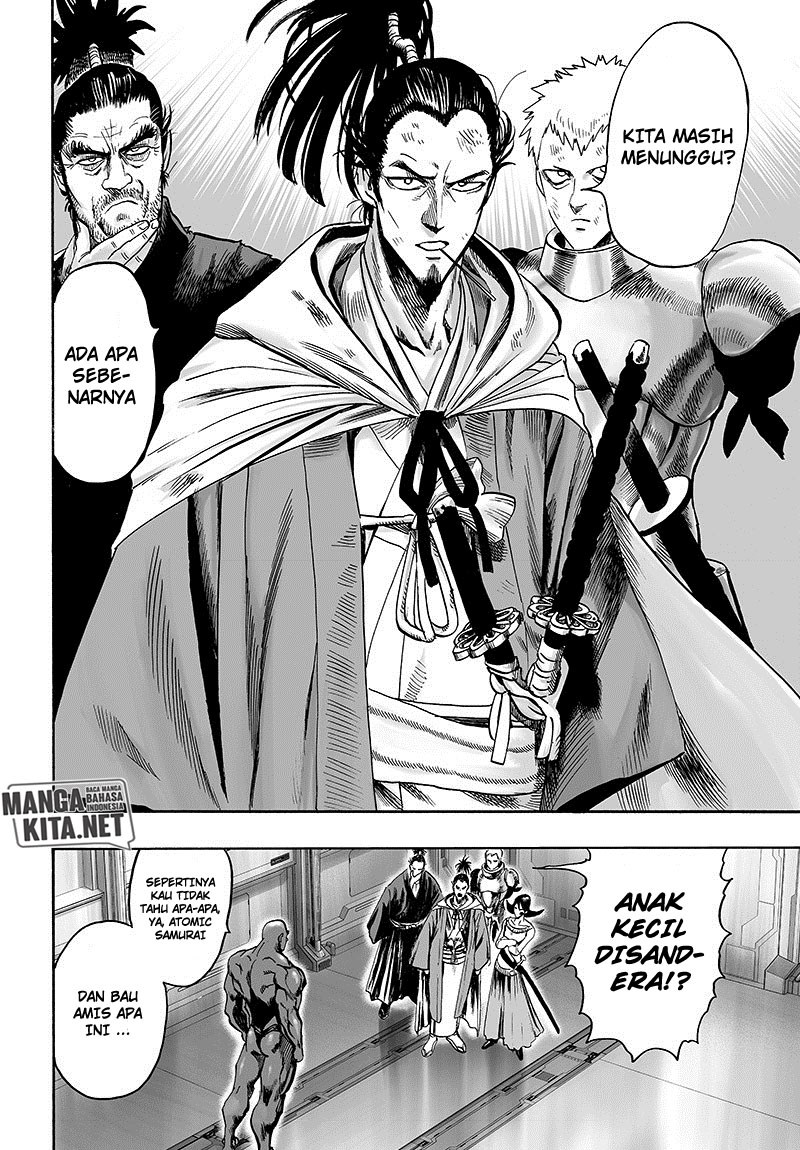 KITA MASIH
MENUNGGU?
ADA APA
SEBE-
NARNYA
MANGA
KITA.NET
BACA MANGA
BAHASA
INDONESIA
ANAK
KECIL
DISAND-
ERA!?
SEPERTINYA
KAU TIDAK
TAHU APA-APA,
YA, ATOMIC
SAMURAI
DAN BAU
AMIS APA
INI ...